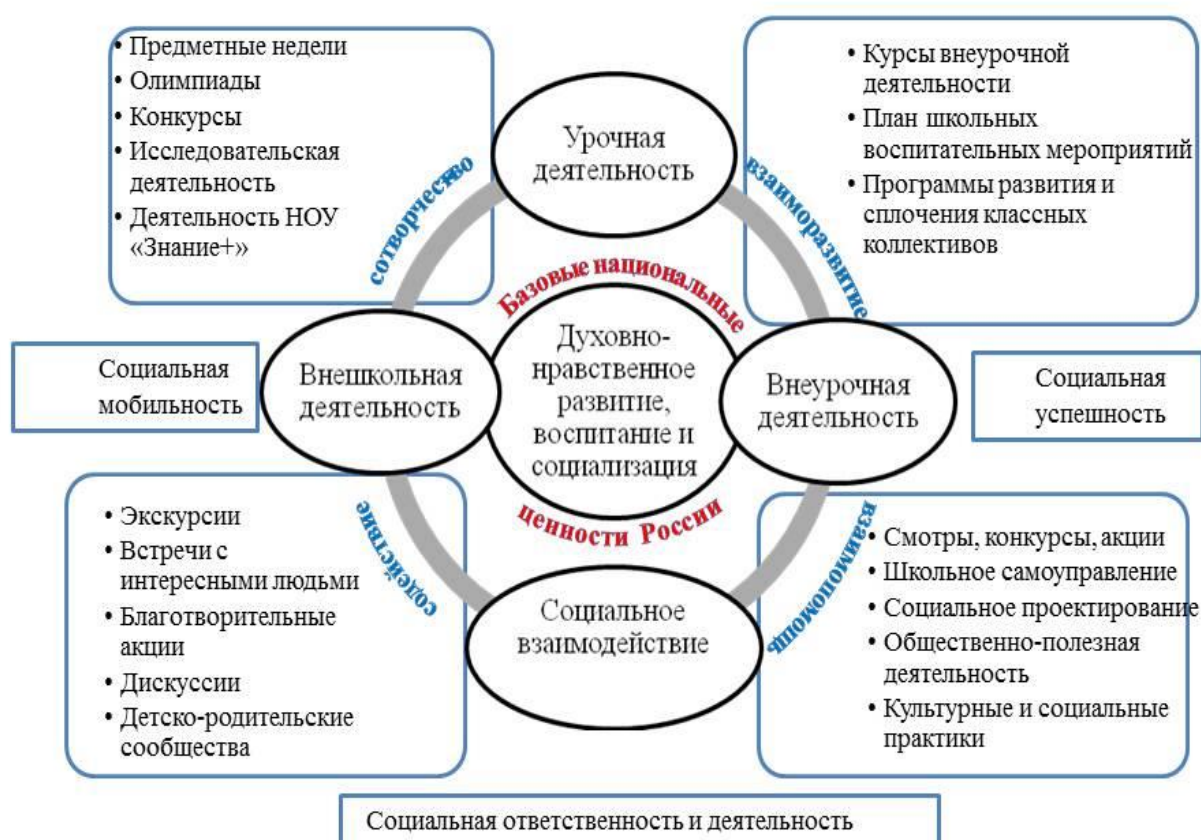 • Предметные недели
• Олимпиады
• Конкурсы
• Исследовательская
деятельность
• Деятельность НОУ
«Знание+»
Урочная
деятельность
• Курсы внеурочной
деятельности
• План школьных
воспитательных мероприятий
• Программы развития и
сплочения классных
коллективов
сотворчество
взаиморазвитие
Базовые национальные
Социальная
мобильность
Внешкольная
деятельность
Духовно-
нравственное
развитие,
воспитание и
социализация
Внеурочная
деятельность
Социальная
успешность
ценности России
содействие
взаимопомощь
• Экскурсии
• Встречи с
интересными людьми
• Благотворительные
акции
• Дискуссии
• Детско-родительские
сообщества
Социальное
взаимодействие
• Смотры, конкурсы, акции
• Школьное самоуправление
• Социальное проектирование
• Общественно-полезная
деятельность
• Культурные и социальные
практики
Социальная ответственность и деятельность